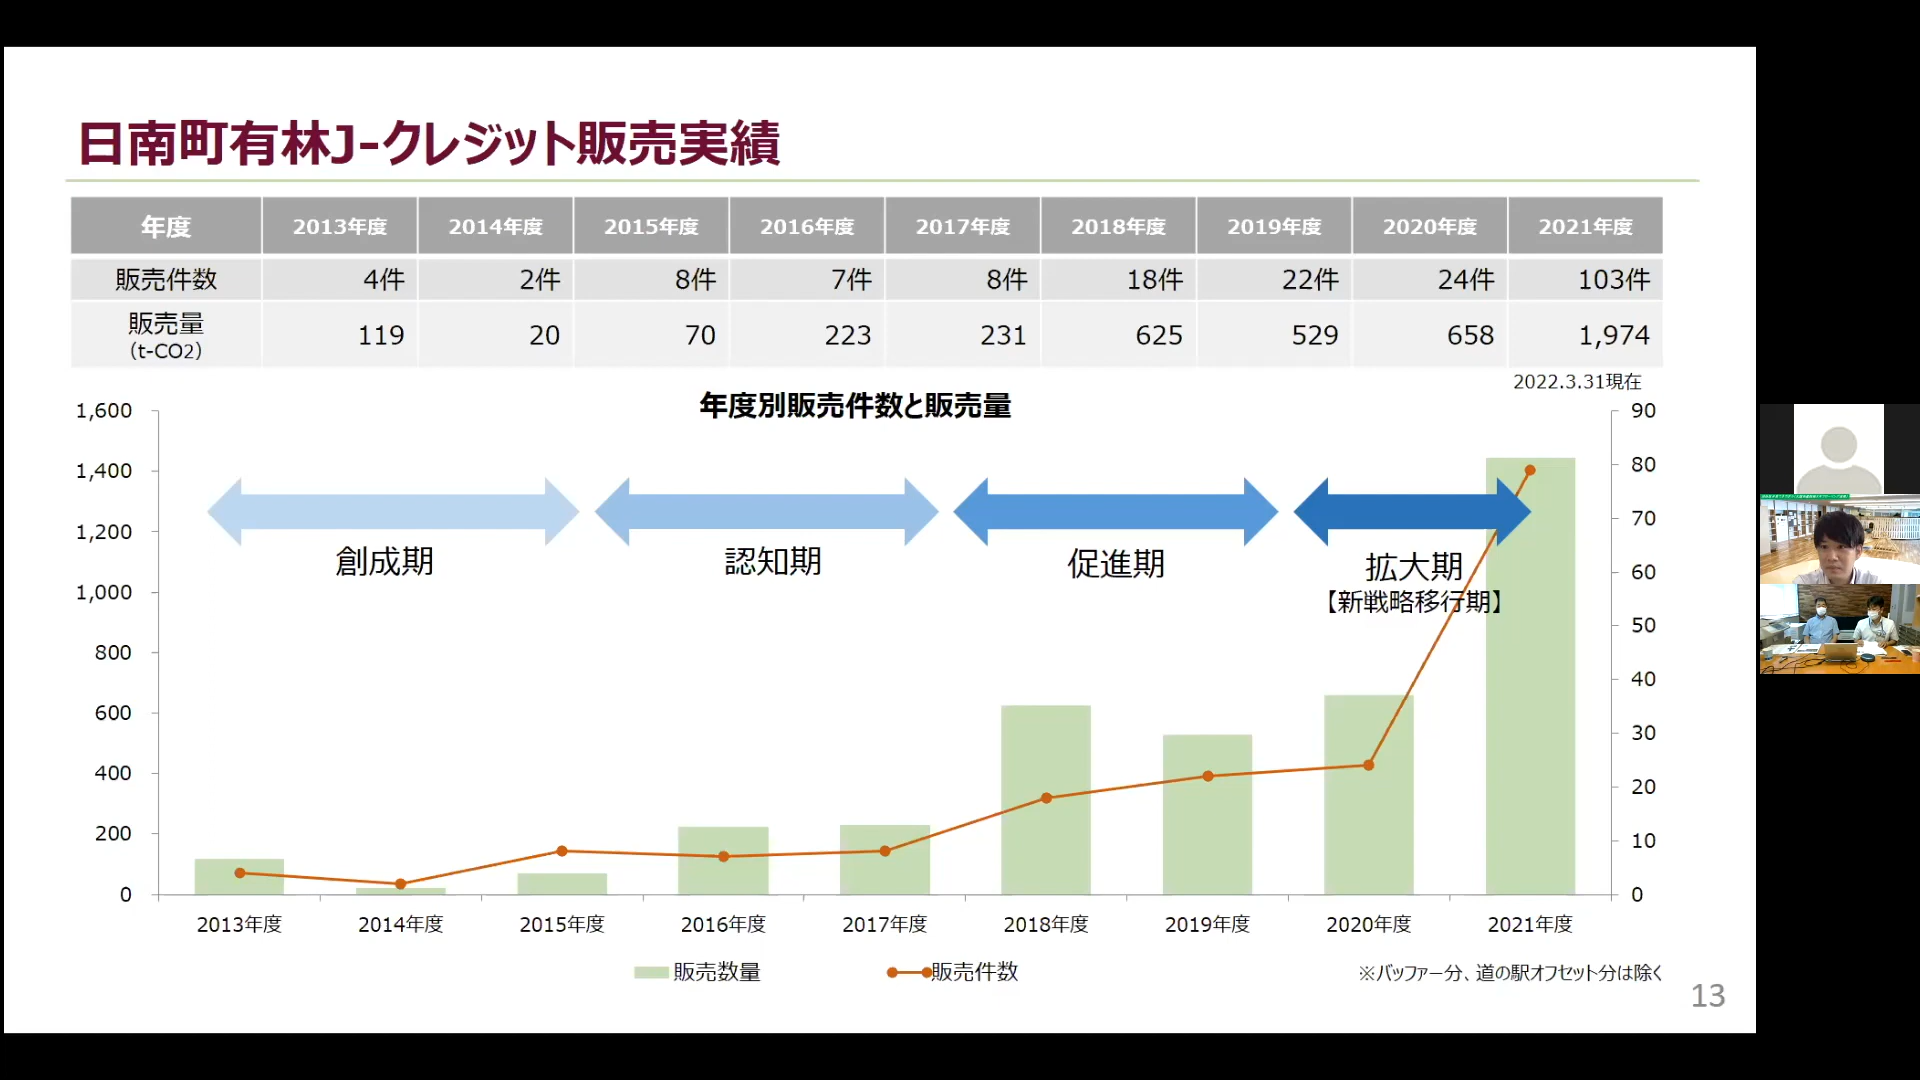 日南町有林J-クレジット販売実績
年度 2013年度 2014年度 2015年度 2016年度 2017年度 2018年度 2019年度 2020年度 2021年度
販売件数 4件 2件 8件 7件 8件 18件 22件 24件 103件
販売量 119 20 70 223 231 625 529 658 1,974
(t-CO2)
2022.3.31現在
年度別販売件数と販売量
1,600 90
1,400 80
1,200 70
1,000 60
800 50
600 40
400 30
200 20
0 10
0
創成期 認知期 促進期 拡大期
【新戦略移行期】
2013年度 2014年度 2015年度 2016年度 2017年度 2018年度 2019年度 2020年度 2021年度
販売数量 販売件数
※バッファー分、道の駅オフセット分は除く
13